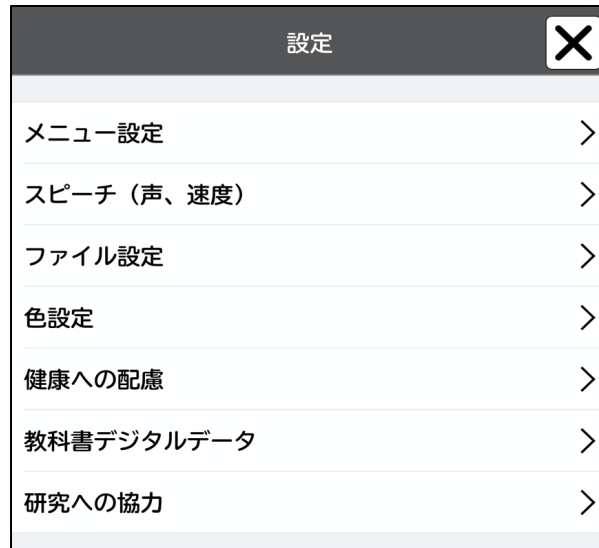 設定
メニュー設定
スピーチ（声、速度）
ファイル設定
色設定
健康への配慮
教科書デジタルデータ
研究への協力